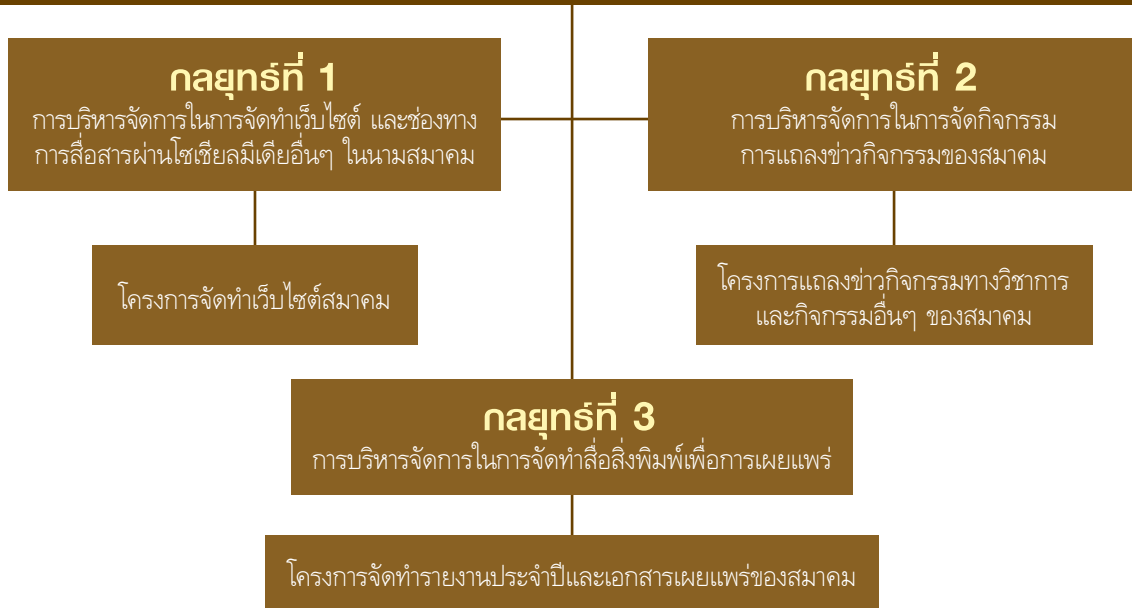 กลยุทธ์ที่ 1
การบริหารจัดการในการจัดทำเว็บไซต์ และช่องทาง
การสื่อสารผ่านโซเชียลมีเดียอื่นๆ ในนามสมาคม
กลยุทธ์ที่ 2
การบริหารจัดการในการจัดกิจกรรม
การแถลงข่าวกิจกรรมของสมาคม
โครงการจัดทำเว็บไซต์สมาคม
โครงการแถลงข่าวกิจกรรมทางวิชาการ
และกิจกรรมอื่นๆ ของสมาคม
กลยุทธ์ที่ 3
การบริหารจัดการในการจัดทำสื่อสิ่งพิมพ์เพื่อการเผยแพร่
โครงการจัดทำรายงานประจำปีและเอกสารเผยแพร่ของสมาคม